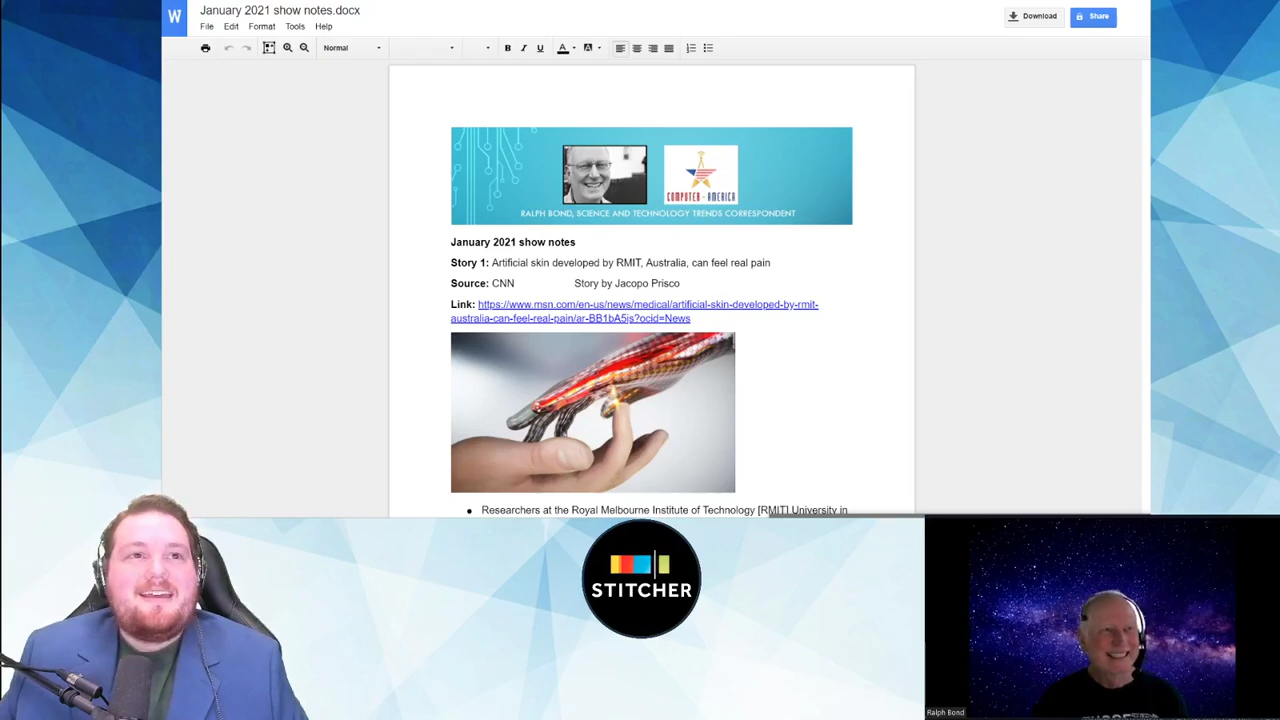 W
January 2021 show notes.docx
File Edit Format Tools Help
Download
Share
Normal
B I U A A
COMPUTER AMERICA
RALPH BOND, SCIENCE AND TECHNOLOGY TRENDS CORRESPONDENT
January 2021 show notes
Story 1: Artificial skin developed by RMIT, Australia, can feel real pain
Source: CNN Story by Jacopo Prisco
Link: https://www.msn.com/en-us/news/medical/artificial-skin-developed-by-rmit-
australia-can-feel-real-pain/ar-BB1bA5js?ocid=News
• Researchers at the Royal Melbourne Institute of Technology [RMIT] University in
STITCHER
Ralph Bond